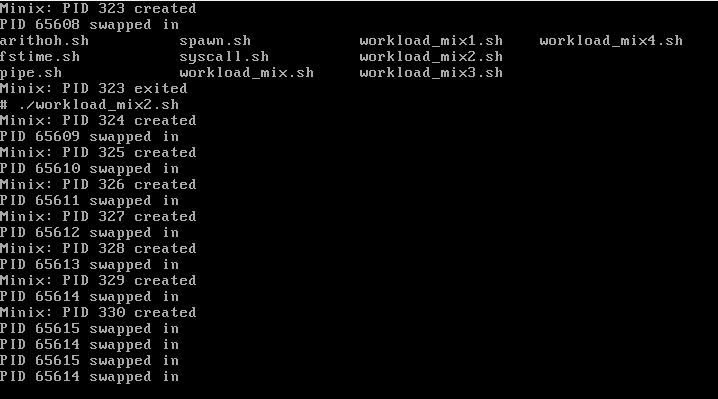 Minix: PID 323 created
PID 65608 swapped in
arithoh.sh spawn.sh workload_mix1.sh workload_mix4.sh
fstime.sh syscall.sh workload_mix2.sh
pipe.sh workload_mix.sh workload_mix3.sh
Minix: PID 323 exited
# ./workload_mix2.sh
Minix: PID 324 created
PID 65609 swapped in
Minix: PID 325 created
PID 65610 swapped in
Minix: PID 326 created
PID 65611 swapped in
Minix: PID 327 created
PID 65612 swapped in
Minix: PID 328 created
PID 65613 swapped in
Minix: PID 329 created
PID 65614 swapped in
Minix: PID 330 created
PID 65615 swapped in
PID 65614 swapped in
PID 65615 swapped in
PID 65614 swapped in